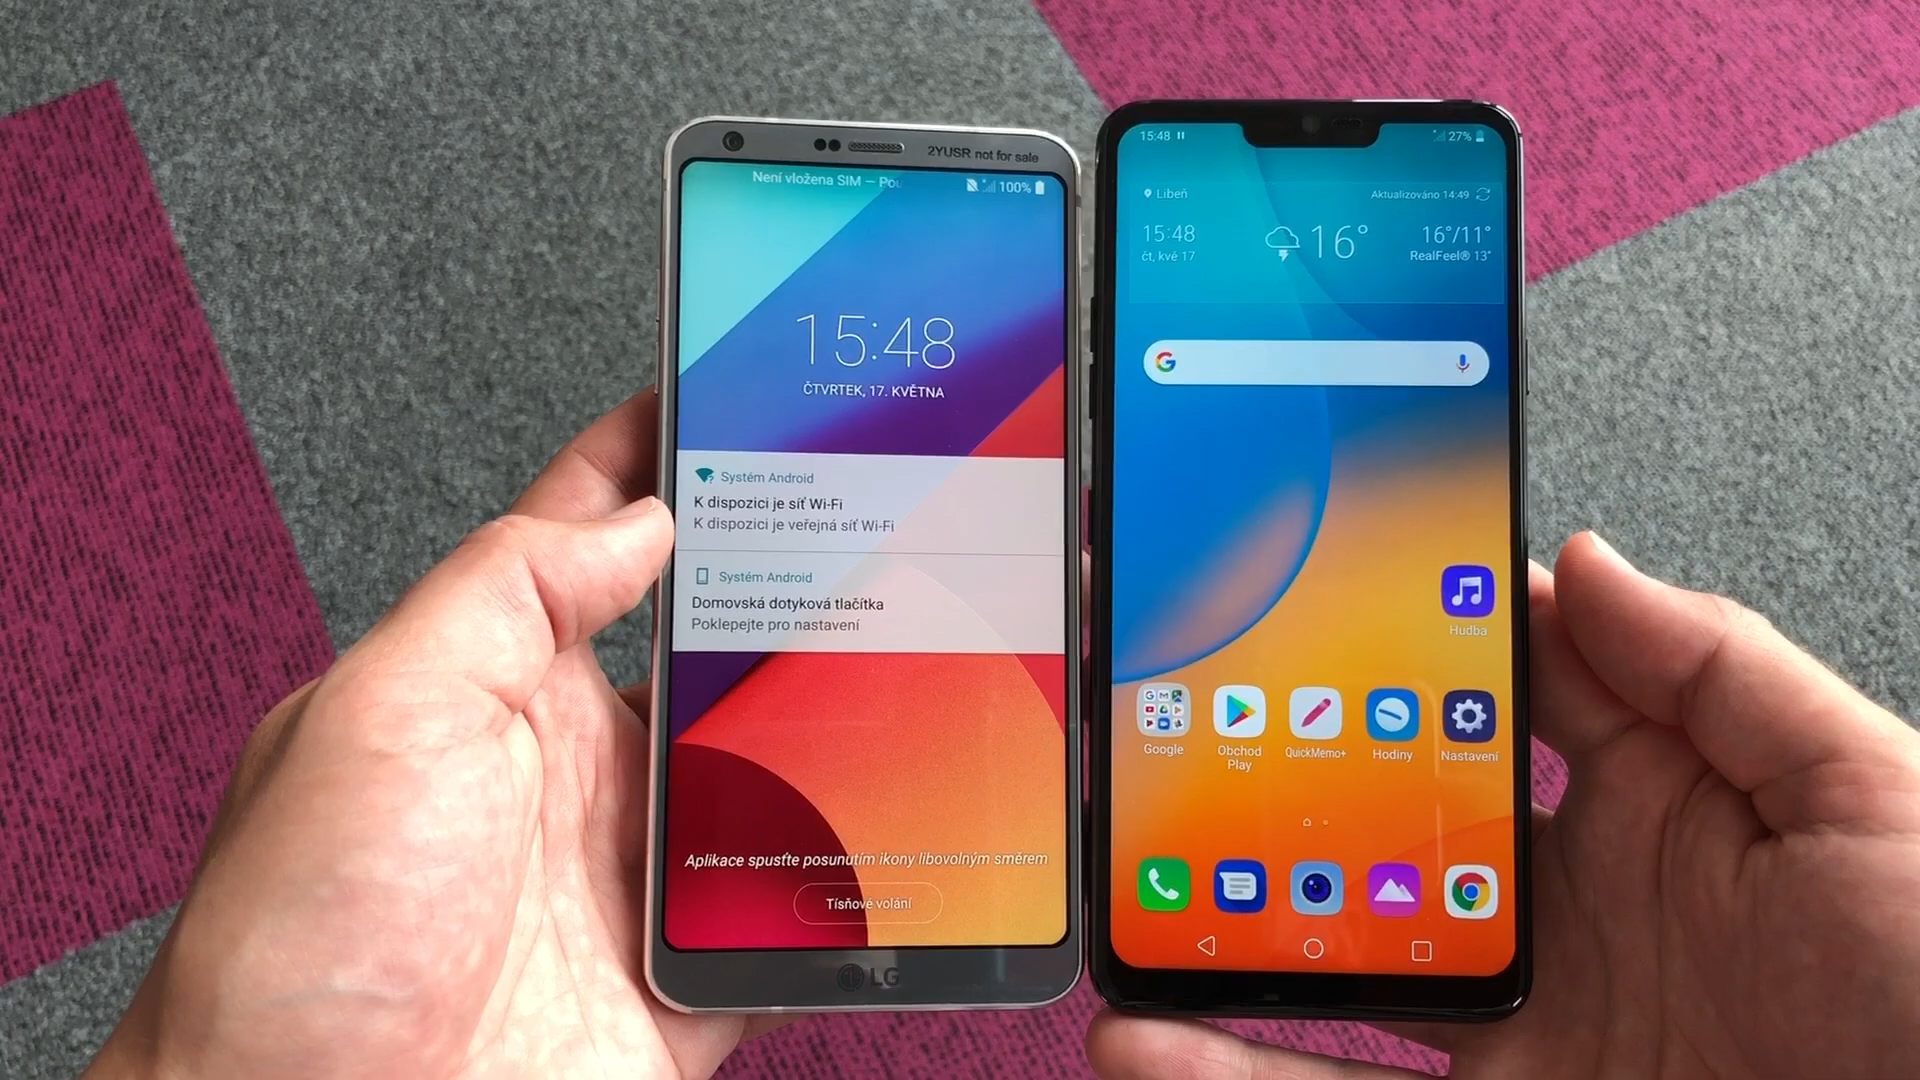 2YUSR not for sale
Není vložena SIM — Pou
100%
15:48
ČTVRTEK, 17. KVĚTNA
Systém Android
K dispozici je síť Wi-Fi
K dispozici je veřejná síť Wi-Fi
Systém Android
Domovská dotyková tlačítka
Poklepejte pro nastavení
Aplikace spusťte posunutím ikony libovolným směrem
Tísňové volání
LG
15:48
27%
Libeň
Aktualizováno 14:49
15:48
16°
16°/11°
čt, kvě 17
RealFeel® 13°
Hudba
Google
Obchod
Play
QuickMemo+
Hodiny
Nastavení